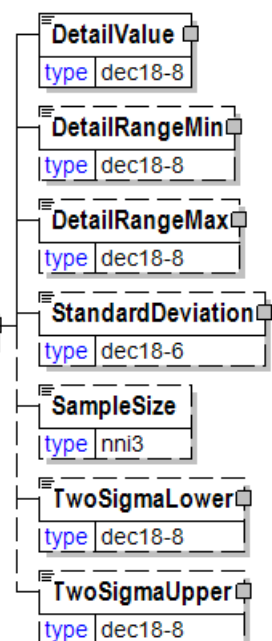 DetailValue
type dec18-8
DetailRangeMin
type dec18-8
DetailRangeMax
type dec18-8
StandardDeviation
type dec18-6
SampleSize
type nni3
TwoSigmaLower
type dec18-8
TwoSigmaUpper
type dec18-8